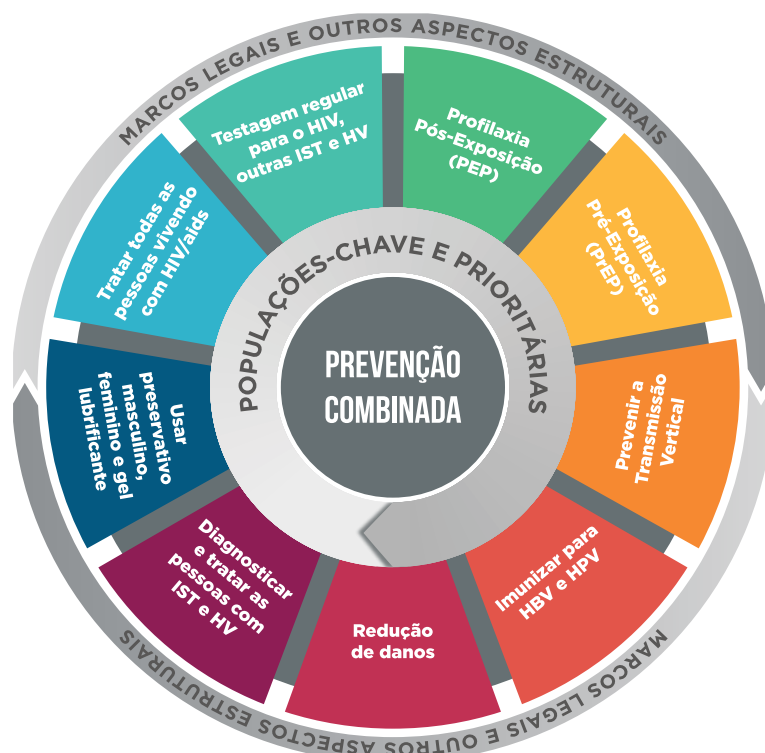 MARCOS LEGAIS E OUTROS ASPECTOS ESTRUTURAIS
Testagem regular
para o HIV,
outras IST e HV
Profilaxia
Pós-Exposição
(PEP)
Profilaxia
Pré-Exposição
(PrEP)
Prevenir a
Transmissão
Vertical
Imunizar para
HBV e HPV
Redução
de danos
Diagnosticar
e tratar as
pessoas com
IST e HV
Usar
preservativo
masculino,
feminino e gel
lubrificante
Tratar todas as
pessoas vivendo
com HIV/aids
POPULAÇÕES-CHAVE E PRIORITÁRIAS
PREVENÇÃO
COMBINADA
MARCOS LEGAIS E OUTROS ASPECTOS ESTRUTURAIS